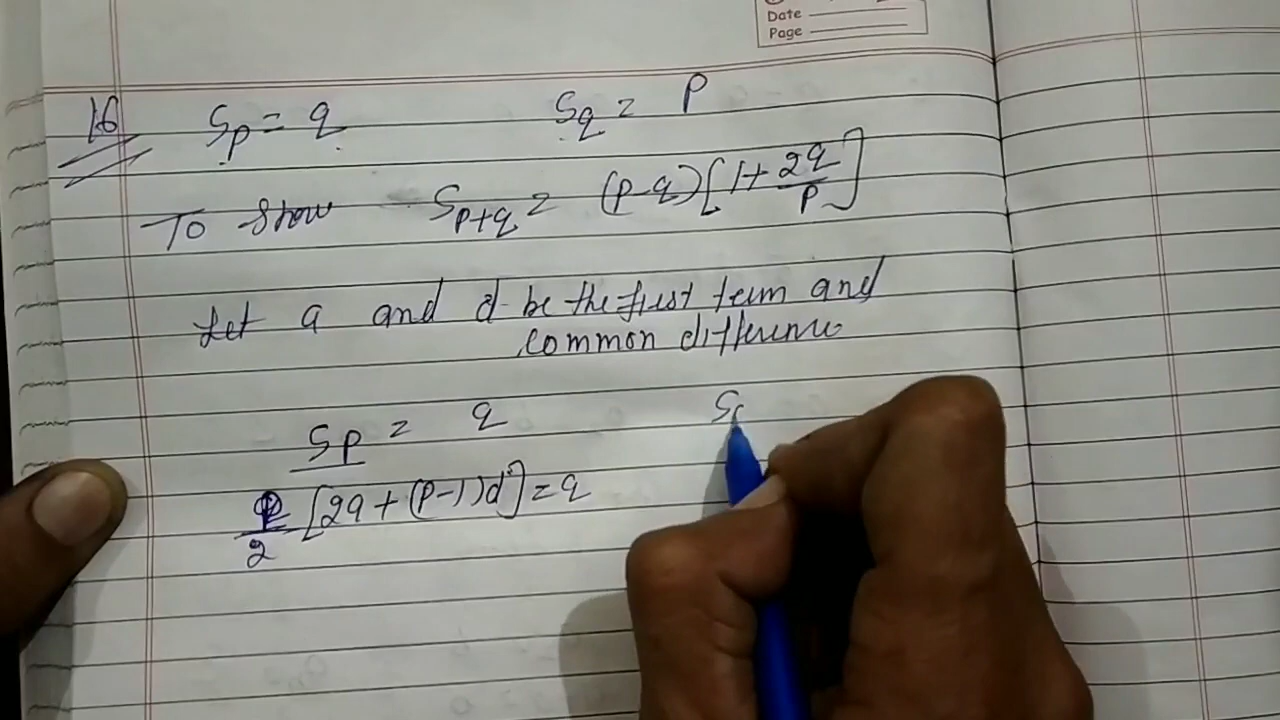 Date
Page
16 Sp = q Sq = P
To show Sp+q = (p-q)[1+2q/p]
Let a and d be the first term and
common difference
Sp = q S
p/2 [2a+(p-1)d]=q